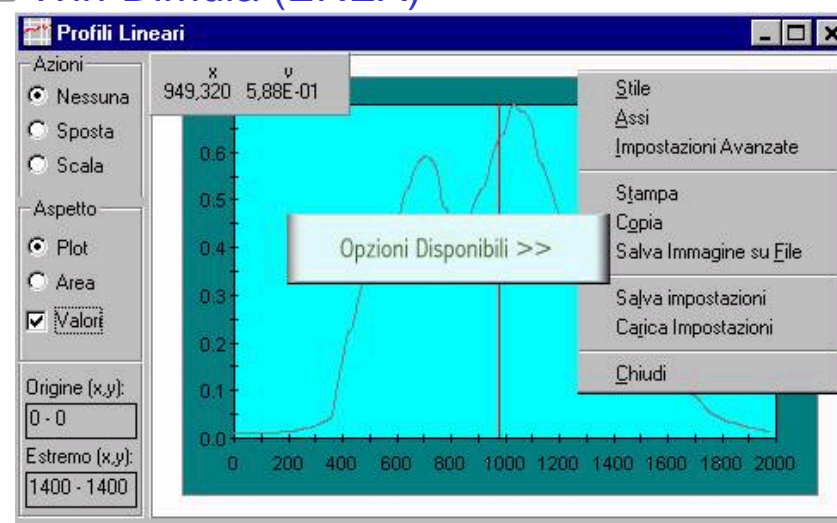 Profili Lineari
Azioni
Nessuna
Sposta
Scala
Aspetto
Plot
Area
Valori
Origine (x,y):
0 - 0
Estremo (x,y):
1400 - 1400
x y
949,320 5,88E-01
0.6
0.5
0.4
0.3
0.2
0.1
0.0
0 200 400 600 800 1000 1200 1400 1600 1800 2000
Opzioni Disponibili >>
Stile
Assi
Impostazioni Avanzate
Stampa
Copia
Salva Immagine su File
Salva impostazioni
Carica Impostazioni
Chiudi